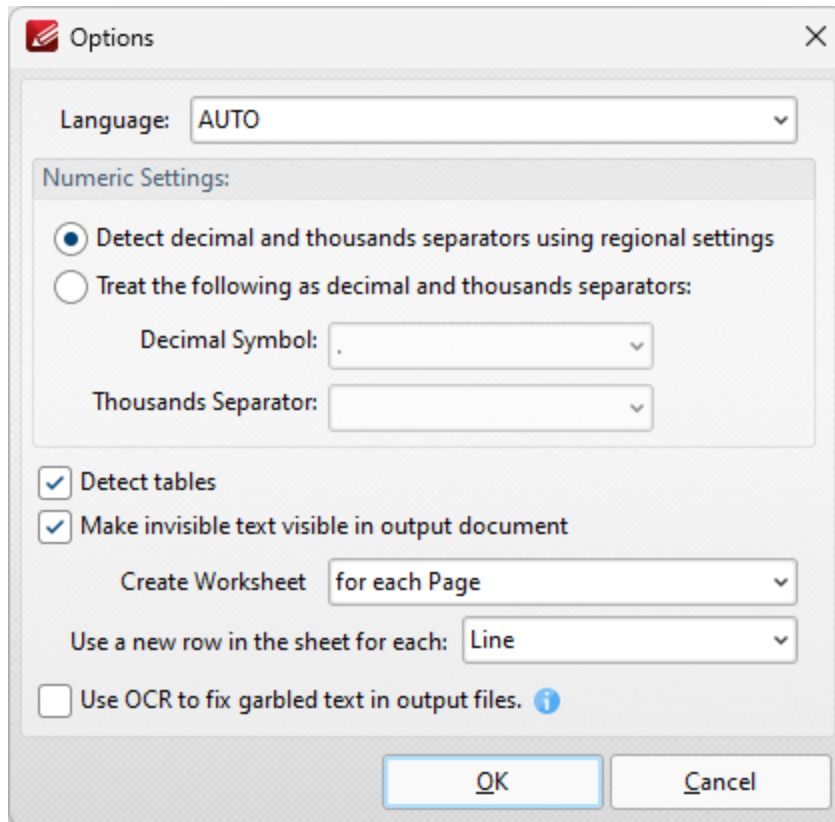 Options
Language: AUTO
Numeric Settings:
Detect decimal and thousands separators using regional settings
Treat the following as decimal and thousands separators:
Decimal Symbol: .
Thousands Separator:
Detect tables
Make invisible text visible in output document
Create Worksheet for each Page
Use a new row in the sheet for each: Line
Use OCR to fix garbled text in output files. i
OK Cancel